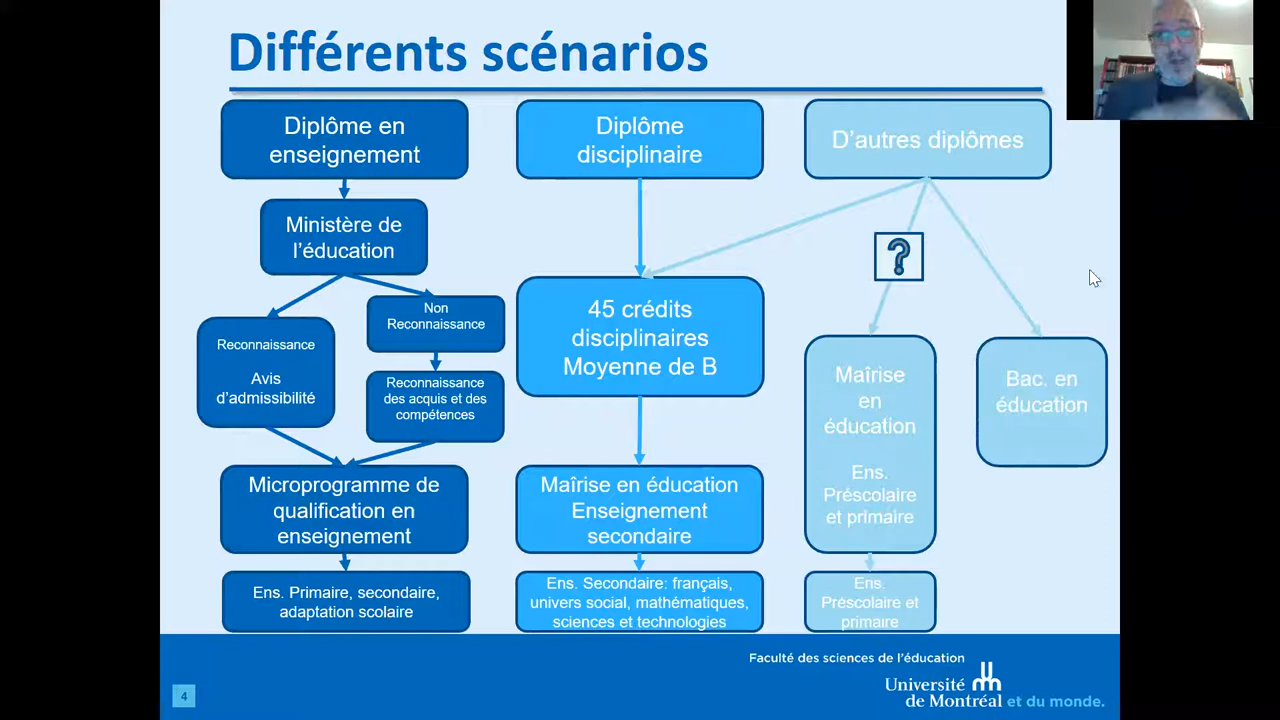 Différents scénarios
Diplôme en
enseignement
Ministère de
l'éducation
Reconnaissance
Avis
d'admissibilité
Non
Reconnaissance
Reconnaissance
des acquis et des
compétences
Microprogramme de
qualification en
enseignement
Ens. Primaire, secondaire,
adaptation scolaire
Diplôme
disciplinaire
45 crédits
disciplinaires
Moyenne de B
Maîrise en éducation
Enseignement
secondaire
Ens. Secondaire: français,
univers social, mathématiques,
sciences et technologies
D'autres diplômes
?
Maîrise
en
éducation
Ens.
Préscolaire
et primaire
Ens.
Préscolaire et
primaire
Bac. en
éducation
4
Faculté des sciences de l'éducation
Université
de Montréal et du monde.